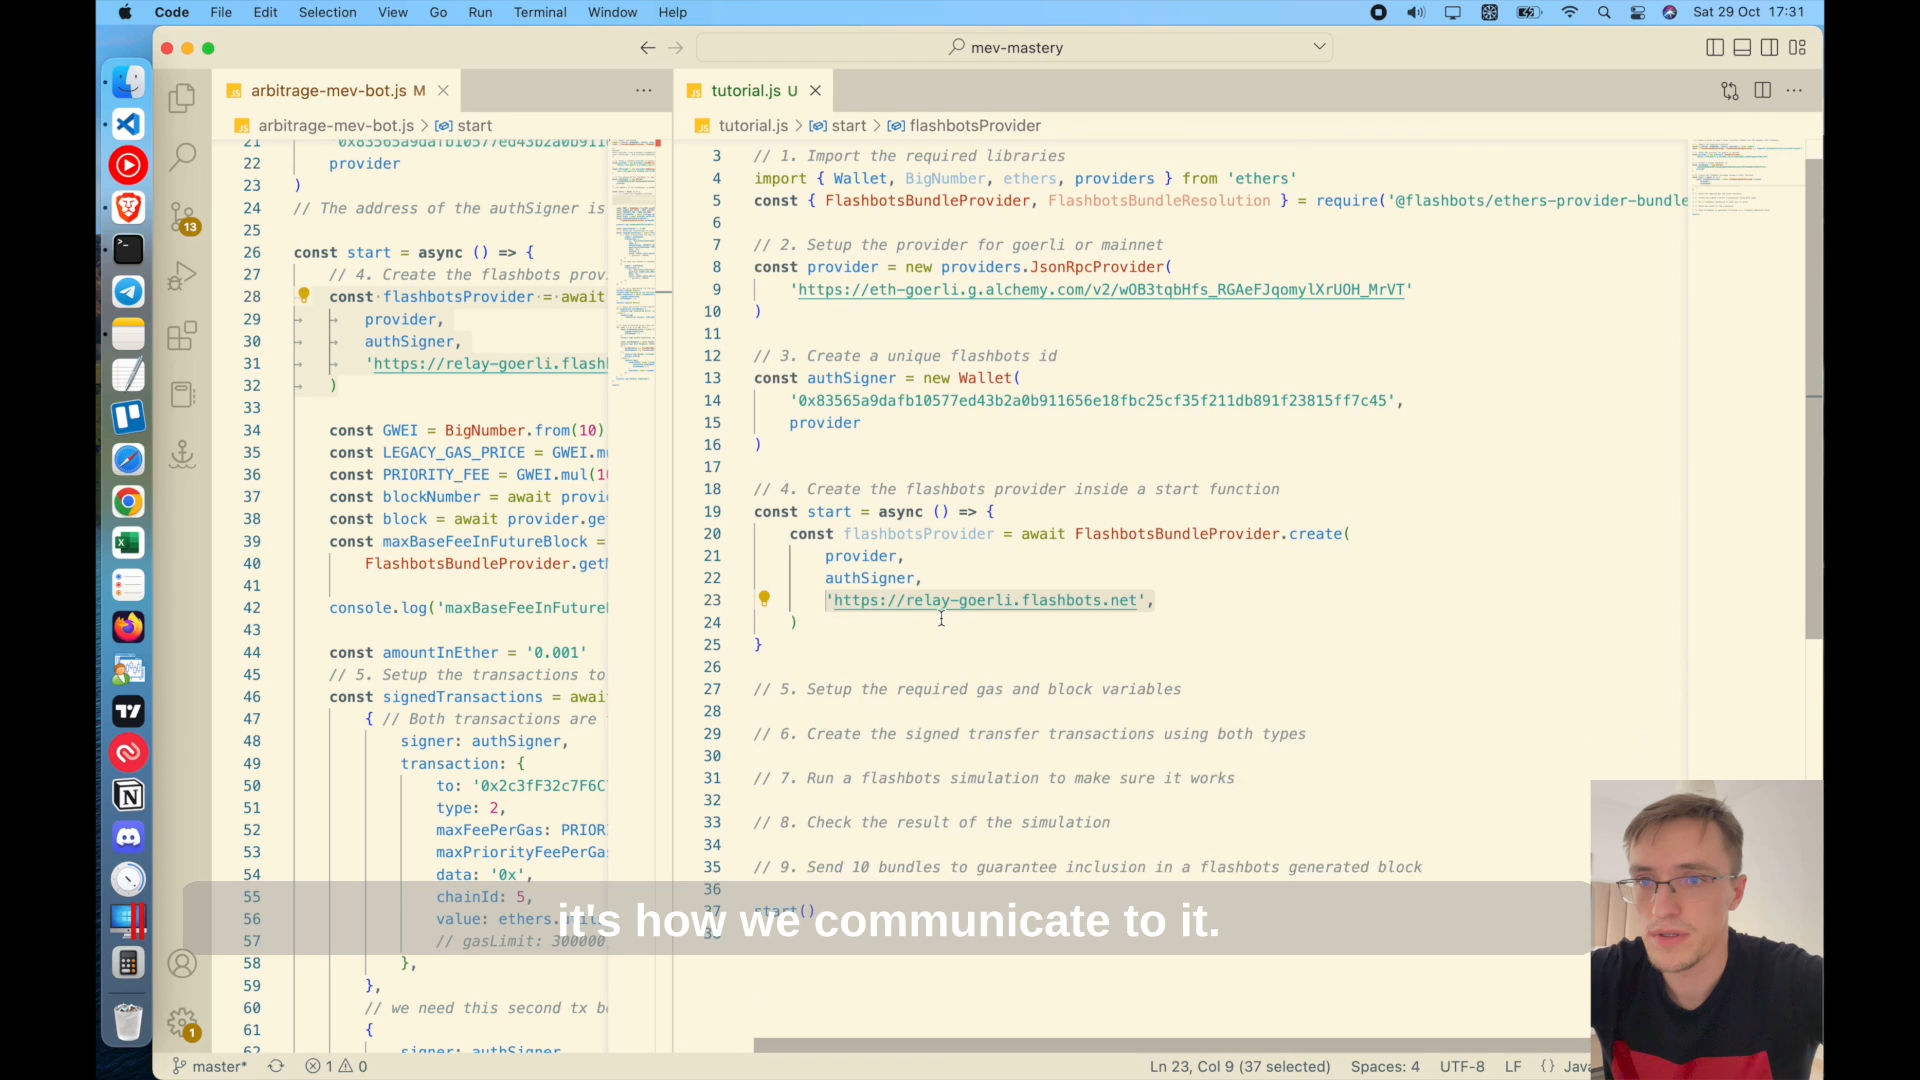 Code File Edit Selection View Go Run Terminal Window Help Sat 29 Oct 17:31
mev-mastery
arbitrage-mev-bot.js M
arbitrage-mev-bot.js > start
22 provider
23 )
24 // The address of the authSigner is
25
26 const start = async () => {
27 // 4. Create the flashbots prov
28 const flashbotsProvider = await
29 provider,
30 authSigner,
31 'https://relay-goerli.flash
32 )
33
34 const GWEI = BigNumber.from(10)
35 const LEGACY_GAS_PRICE = GWEI.m
36 const PRIORITY_FEE = GWEI.mul(1
37 const blockNumber = await provi
38 const block = await provider.ge
39 const maxBaseFeeInFutureBlock =
40 FlashbotsBundleProvider.get
41
42 console.log('maxBaseFeeInFuture
43
44 const amountInEther = '0.001'
45 // 5. Setup the transactions to
46 const signedTransactions = awai
47 { // Both transactions are
48 signer: authSigner,
49 transaction: {
50 to: '0x2c3fF32c7F6C
51 type: 2,
52 maxFeePerGas: PRIOR
53 maxPriorityFeePerGa
54 data: '0x',
55 chainId: 5,
56 value: ethers.
57 // gasLimit: 300000
58 },
59 },
60 // we need this second tx b
61 {
62 signer: authSigner
tutorial.js U
tutorial.js > start > flashbotsProvider
3 // 1. Import the required libraries
4 import { Wallet, BigNumber, ethers, providers } from 'ethers'
5 const { FlashbotsBundleProvider, FlashbotsBundleResolution } = require('@flashbots/ethers-provider-bundle
6
7 // 2. Setup the provider for goerli or mainnet
8 const provider = new providers.JsonRpcProvider(
9 'https://eth-goerli.g.alchemy.com/v2/wOB3tqbHfs_RGAeFJqomylXrUOH_MrVT'
10 )
11
12 // 3. Create a unique flashbots id
13 const authSigner = new Wallet(
14 '0x83565a9dafb10577ed43b2a0b911656e18fbc25cf35f211db891f23815ff7c45',
15 provider
16 )
17
18 // 4. Create the flashbots provider inside a start function
19 const start = async () => {
20 const flashbotsProvider = await FlashbotsBundleProvider.create(
21 provider,
22 authSigner,
23 'https://relay-goerli.flashbots.net',
24 )
25 }
26
27 // 5. Setup the required gas and block variables
28
29 // 6. Create the signed transfer transactions using both types
30
31 // 7. Run a flashbots simulation to make sure it works
32
33 // 8. Check the result of the simulation
34
35 // 9. Send 10 bundles to guarantee inclusion in a flashbots generated block
36
37 start()
38
it's how we communicate to it.
13
1
master* 1 0 Ln 23, Col 9 (37 selected) Spaces: 4 UTF-8 LF {} Jav